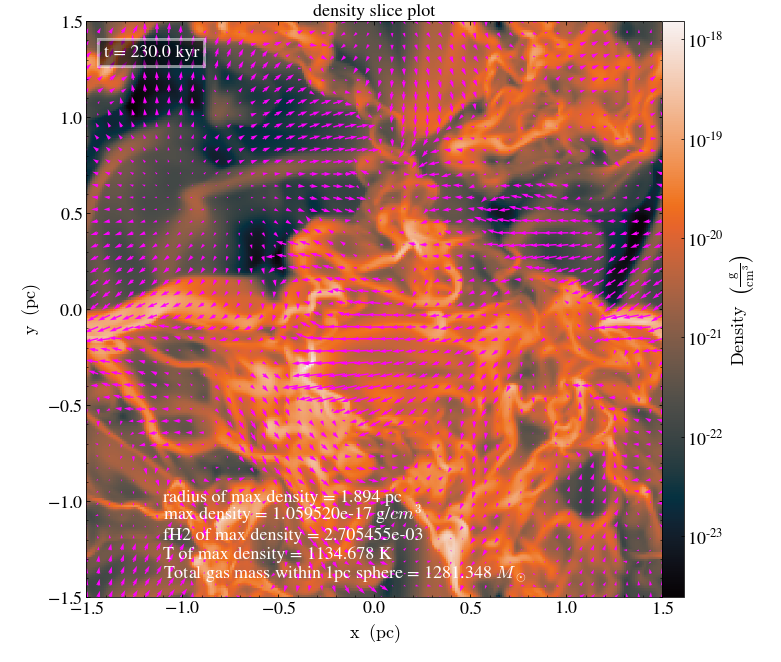 density slice plot
t = 230.0 kyr
1.5
1.0
0.5
0.0
−0.5
−1.0
−1.5
y (pc)
radius of max density = 1.894 pc
max density = 1.059520e-17 g/cm³
fH2 of max density = 2.705455e-03
T of max density = 1134.678 K
Total gas mass within 1pc sphere = 1281.348 M⊙
−1.5 −1.0 −0.5 0.0 0.5 1.0 1.5
x (pc)
10⁻¹⁸
10⁻¹⁹
10⁻²⁰
10⁻²¹
10⁻²²
10⁻²³
Density (g/cm³)